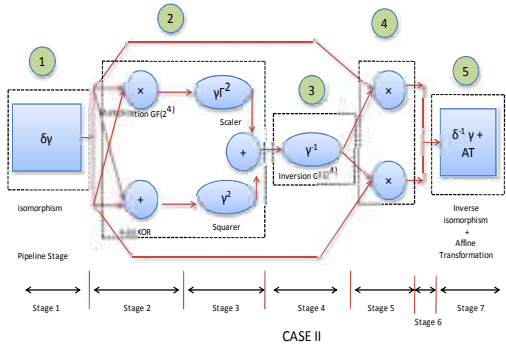 1
2
3
4
5
δγ
×
γΓ²
Scaler
+
γ⁻¹
+
γ²
Squarer
×
×
δ⁻¹ γ +
AT
isomorphism
Inverse
isomorphism
+
Affine
Transformation
Pipeline Stage
Stage 1
Stage 2
Stage 3
Stage 4
Stage 5
Stage 6
Stage 7
CASE II